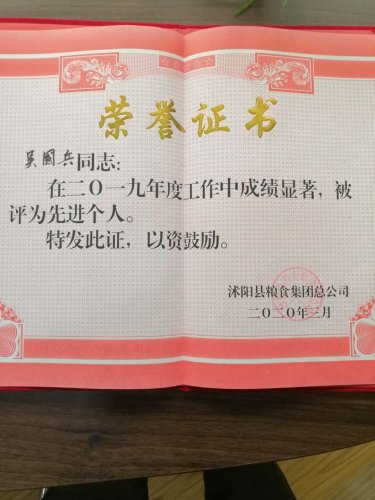 荣誉证书
吴国兵同志：
在二〇一九年度工作中成绩显著，被
评为先进个人。
特发此证，以资鼓励。
沭阳县粮食集团总公司
二〇二〇年三月